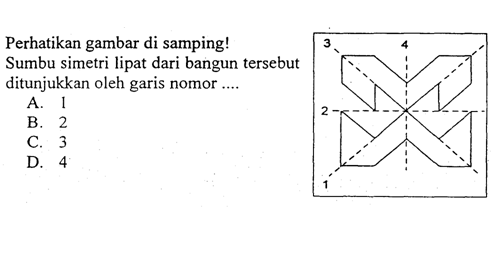 Perhatikan gambar di samping!
Sumbu simetri lipat dari bangun tersebut
ditunjukkan oleh garis nomor ....
A. 1
B. 2
C. 3
D. 4
3
4
2
1